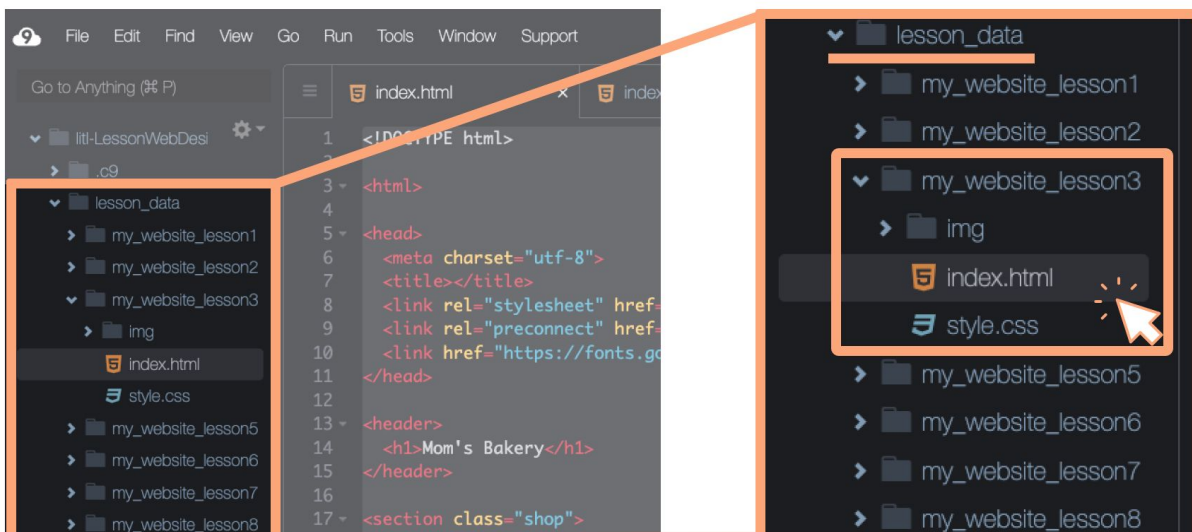 9 File Edit Find View Go Run Tools Window Support
Go to Anything (⌘ P)
index.html × index
litl-LessonWebDesi
.c9
lesson_data
my_website_lesson1
my_website_lesson2
my_website_lesson3
img
index.html
style.css
my_website_lesson5
my_website_lesson6
my_website_lesson7
my_website_lesson8
1 <!DOCTYPE html>
2
3 <html>
4
5 <head>
6 <meta charset="utf-8">
7 <title></title>
8 <link rel="stylesheet" href=
9 <link rel="preconnect" href=
10 <link href="https://fonts.go
11 </head>
12
13 <header>
14 <h1>Mom's Bakery</h1>
15 </header>
16
17 <section class="shop">
lesson_data
my_website_lesson1
my_website_lesson2
my_website_lesson3
img
index.html
style.css
my_website_lesson5
my_website_lesson6
my_website_lesson7
my_website_lesson8